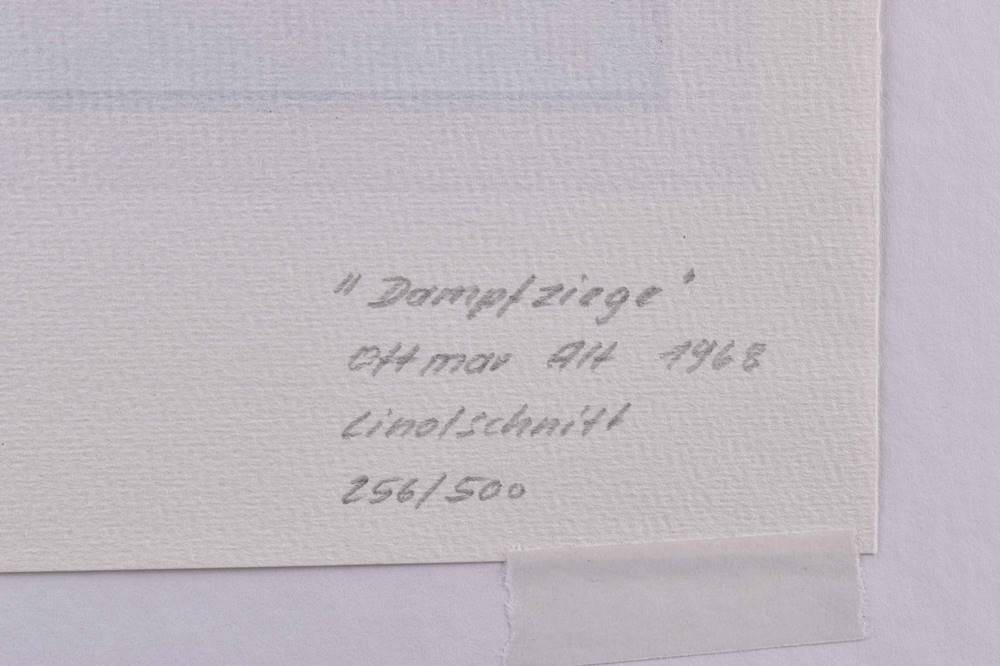 "Dampfziege"
Ottmar Alt 1968
Linolschnitt
256/500